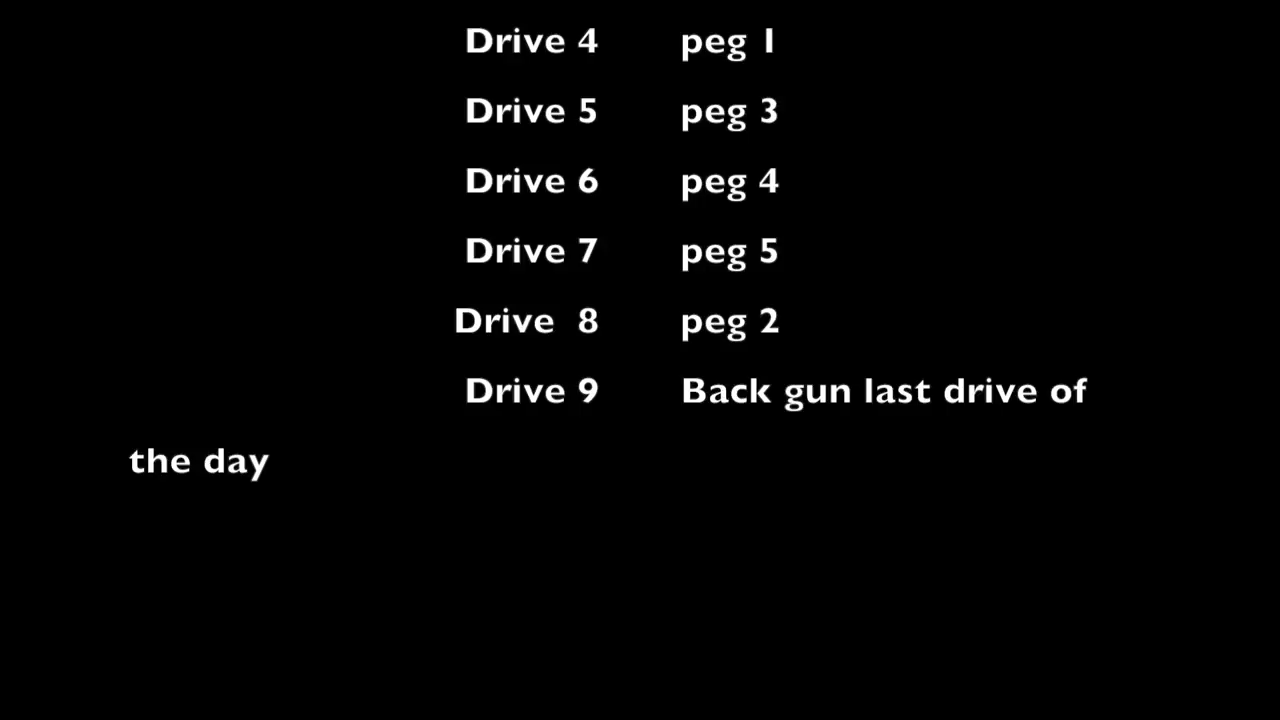 Drive 4 peg 1
Drive 5 peg 3
Drive 6 peg 4
Drive 7 peg 5
Drive 8 peg 2
Drive 9 Back gun last drive of
the day